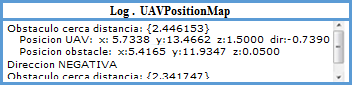 Log . UAVPositionMap
Obstaculo cerca distancia: {2.446153}
Posicion UAV: x: 5.7338 y:13.4662 z:1.5000 dir:-0.7390
Posicion obstacle: x:5.4165 y:11.9347 z:0.0500
Direccion NEGATIVA
Obstaculo cerca distancia: {2.341747}